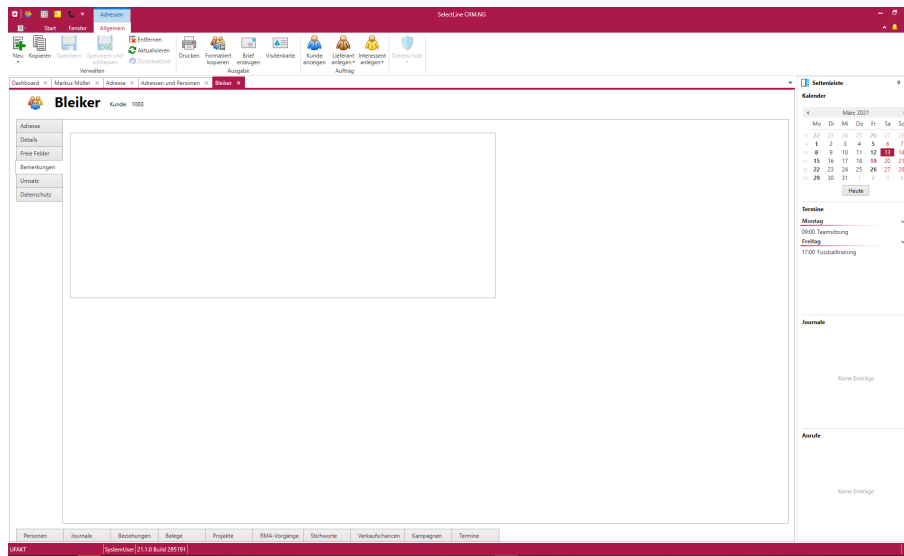 Adressen
SelectLine CRM.NG
Start Fenster Allgemein
Neu Kopieren Speichern Speichern und schliessen Entfernen Aktualisieren Zurücksetzen
Verwalten
Drucken Formatiert kopieren Brief erzeugen Visitenkarte
Ausgabe
Kunde anzeigen Lieferant anlegen Interessent anlegen
Auftrag
Datenschutz
Dashboard Markus Müller Adresse Adressen und Personen Bleiker
Bleiker Kunde: 1003
Adresse
Details
Freie Felder
Bemerkungen
Umsatz
Datenschutz
Personen Journale Beziehungen Belege Projekte RMA-Vorgänge Stichworte Verkaufschancen Kampagnen Termine
UFAKT SystemUser 21.1.0 Build 295191
Seitenleiste
Kalender
März 2021
Mo Di Mi Do Fr Sa So
22 23 24 25 26 27 28
1 2 3 4 5 6 7
8 9 10 11 12 13 14
15 16 17 18 19 20 21
22 23 24 25 26 27 28
29 30 31 1 2 3 4
Heute
Termine
Montag
09:00 Teamsitzung
Freitag
17:00 Fussballtraining
Journale
Keine Einträge
Anrufe
Keine Einträge